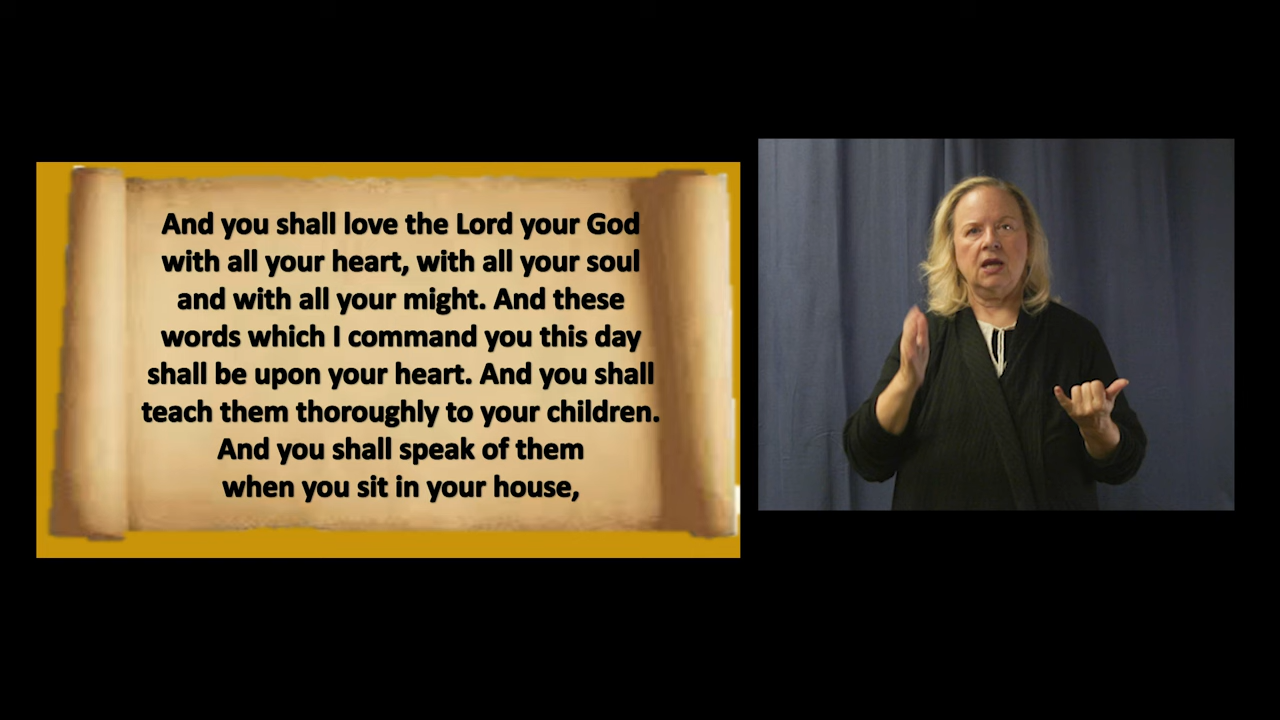 And you shall love the Lord your God
with all your heart, with all your soul
and with all your might. And these
words which I command you this day
shall be upon your heart. And you shall
teach them thoroughly to your children.
And you shall speak of them
when you sit in your house,